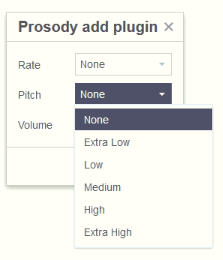 Prosody add plugin ×
Rate None
Pitch None
Volume
None
Extra Low
Low
Medium
High
Extra High